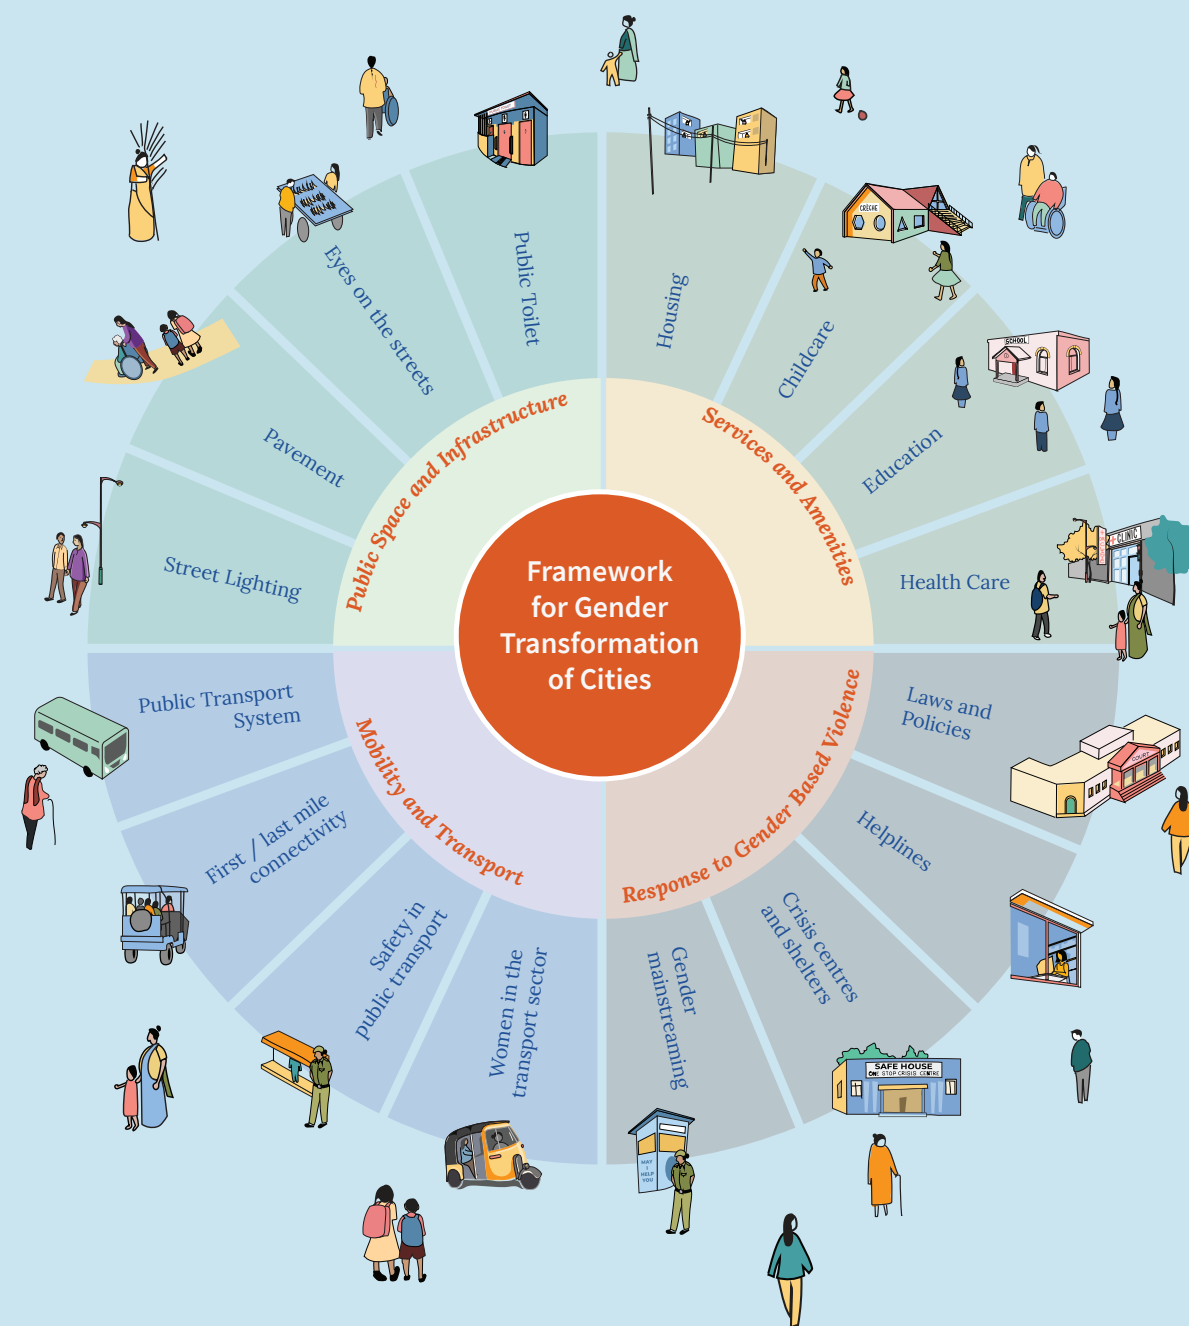 Framework
for Gender
Transformation
of Cities
Public Space and Infrastructure
Street Lighting
Pavement
Eyes on the streets
Public Toilet
Services and Amenities
Housing
Childcare
CRÈCHE
Education
SCHOOL
Health Care
CLINIC
Response to Gender Based Violence
Laws and
Policies
COURT
Helplines
Crisis centres
and shelters
SAFE HOUSE
ONE STOP CRISIS CENTRE
Gender
mainstreaming
MAY
I
HELP
YOU
Mobility and Transport
Women in the
transport sector
Safety in
public transport
First / last mile
connectivity
Public Transport
System